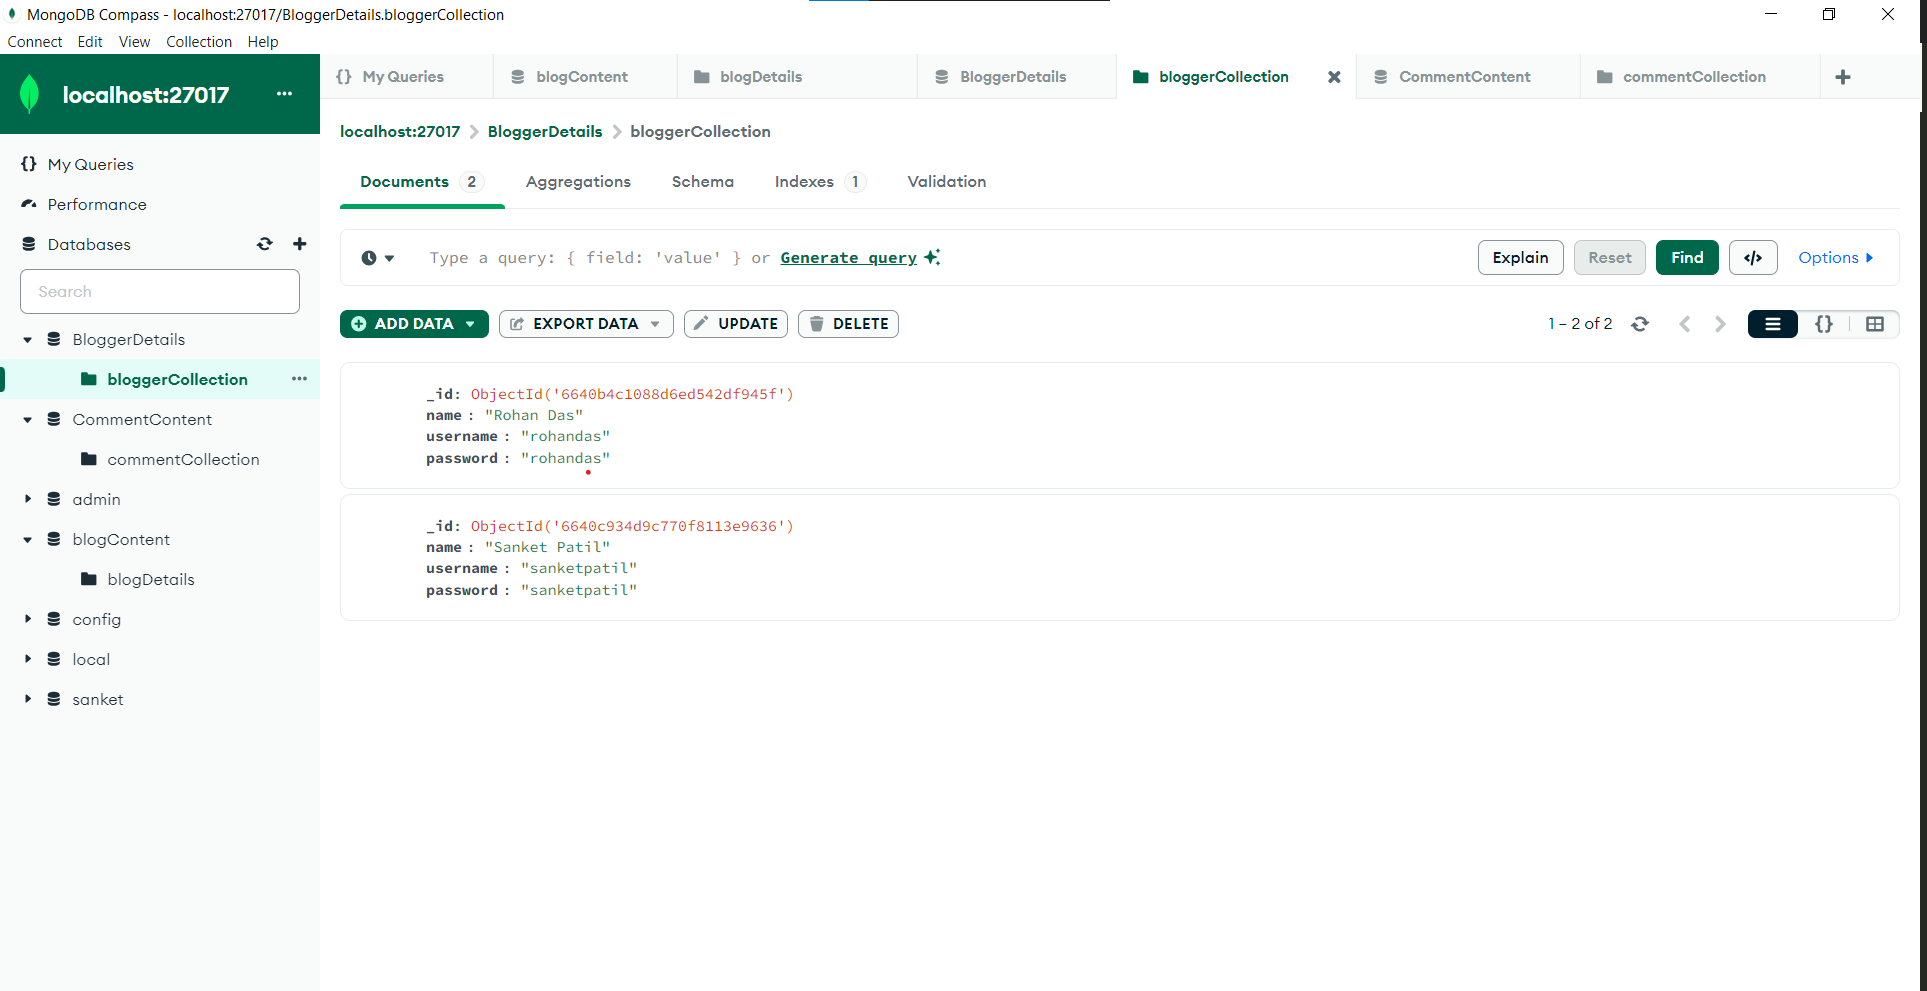 MongoDB Compass - localhost:27017/BloggerDetails.bloggerCollection
Connect Edit View Collection Help
localhost:27017 ...
{} My Queries
Performance
Databases
Search
BloggerDetails
bloggerCollection ...
CommentContent
commentCollection
admin
blogContent
blogDetails
config
local
sanket
{} My Queries blogContent blogDetails BloggerDetails bloggerCollection CommentContent commentCollection
localhost:27017 > BloggerDetails > bloggerCollection
Documents 2 Aggregations Schema Indexes 1 Validation
Type a query: { field: 'value' } or Generate query Explain Reset Find </> Options
ADD DATA EXPORT DATA UPDATE DELETE 1 – 2 of 2 {}
_id: ObjectId('6640b4c1088d6ed542df945f')
name : "Rohan Das"
username : "rohandas"
password : "rohandas"
_id: ObjectId('6640c934d9c770f8113e9636')
name : "Sanket Patil"
username : "sanketpatil"
password : "sanketpatil"